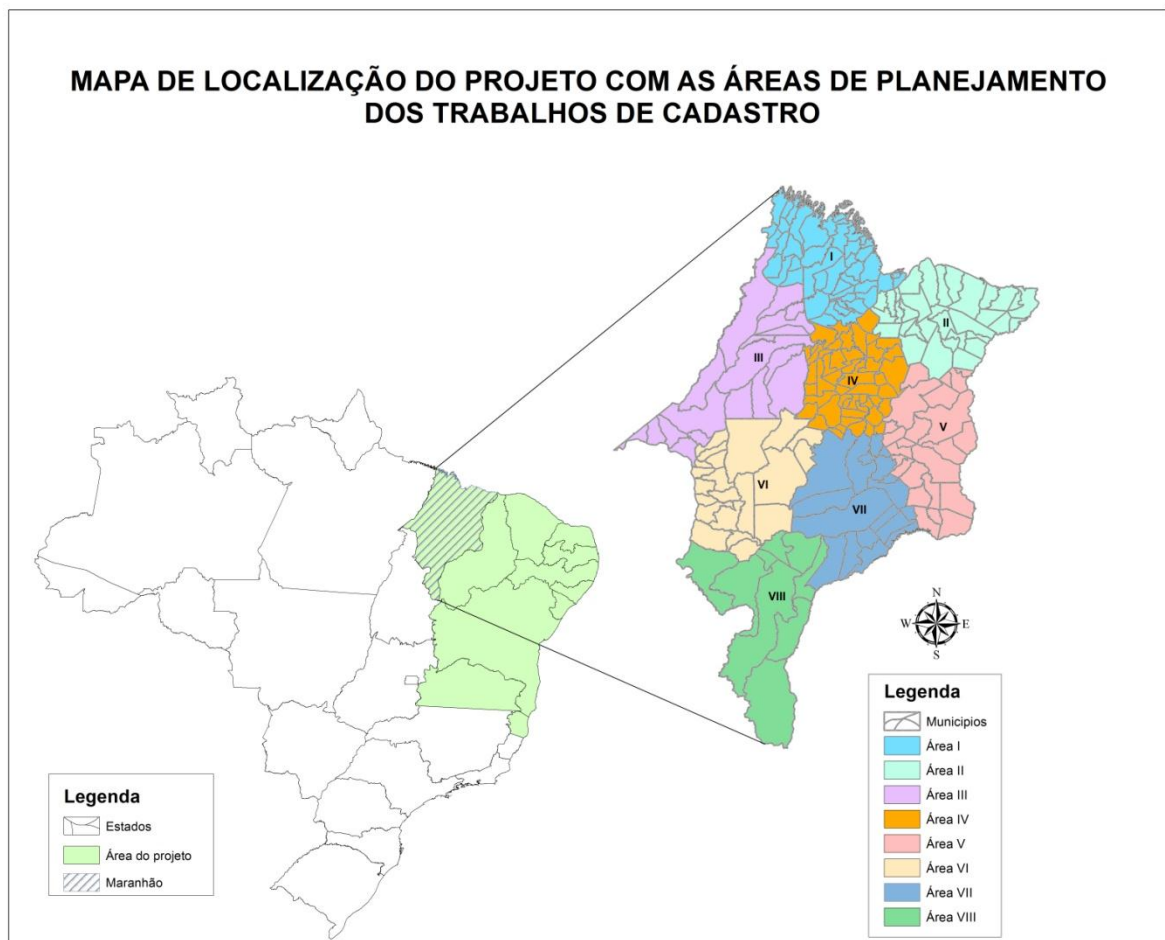 MAPA DE LOCALIZAÇÃO DO PROJETO COM AS ÁREAS DE PLANEJAMENTO
DOS TRABALHOS DE CADASTRO
I
II
III
IV
V
VI
VII
VIII
N
W E
S
Legenda
Estados
Área do projeto
Maranhão
Legenda
Municipios
Área I
Área II
Área III
Área IV
Área V
Área VI
Área VII
Área VIII